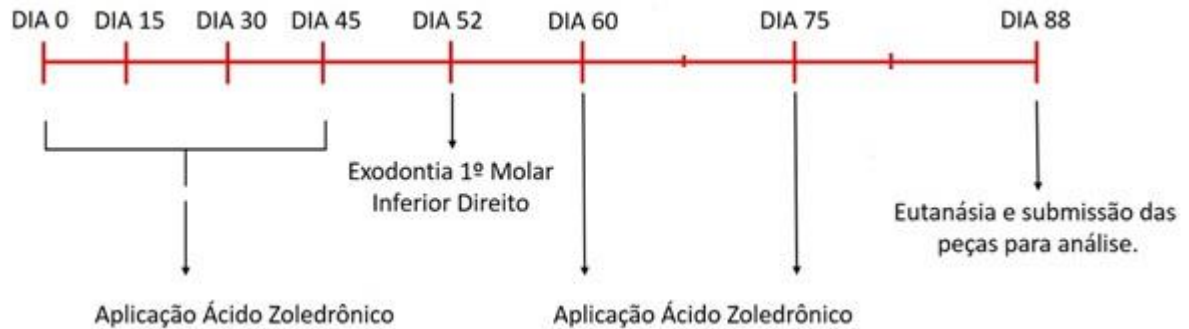 DIA 0 DIA 15 DIA 30 DIA 45 DIA 52 DIA 60 DIA 75 DIA 88
Exodontia 1º Molar
Inferior Direito
Eutanásia e submissão das
peças para análise.
Aplicação Ácido Zoledrônico Aplicação Ácido Zoledrônico